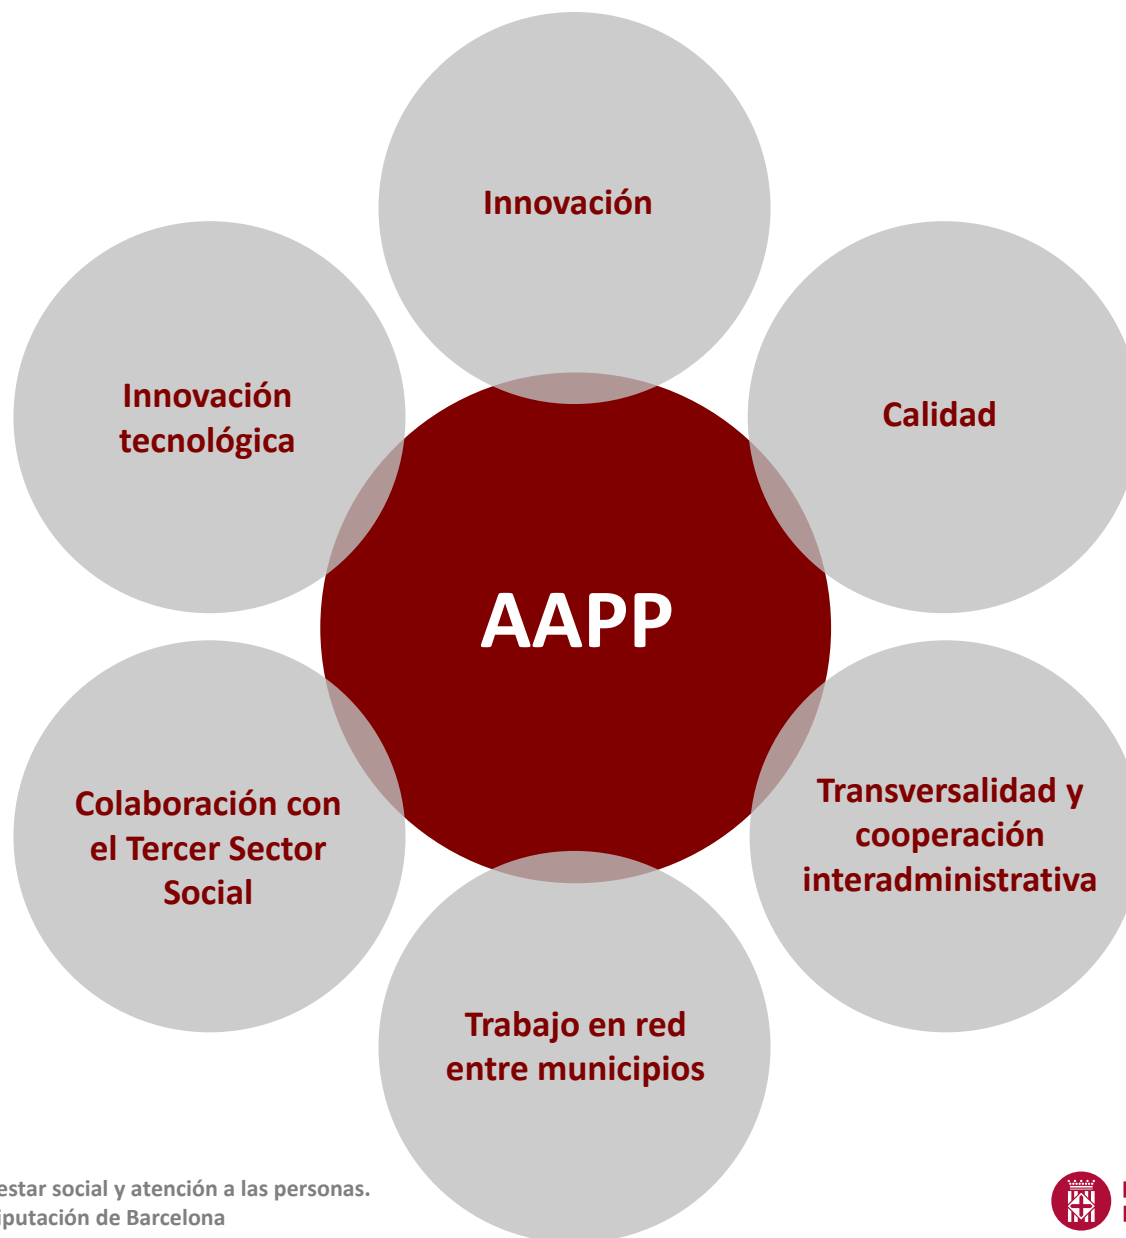 Innovación
Innovación
tecnológica
Calidad
AAPP
Colaboración con
el Tercer Sector
Social
Transversalidad y
cooperación
interadministrativa
Trabajo en red
entre municipios
estar social y atención a las personas.
iputación de Barcelona